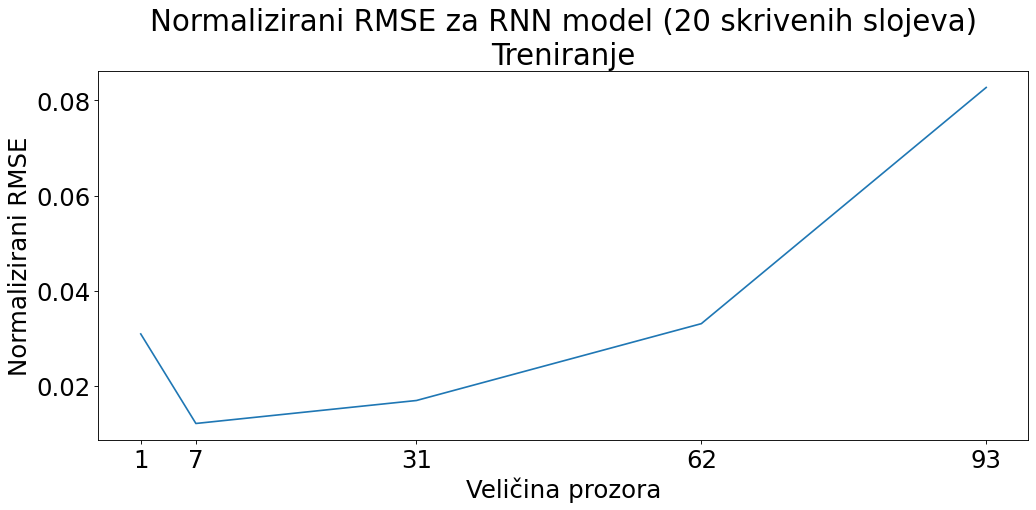 Normalizirani RMSE za RNN model (20 skrivenih slojeva)
Treniranje
Normalizirani RMSE
0.08
0.06
0.04
0.02
1 7 31 62 93
Veličina prozora